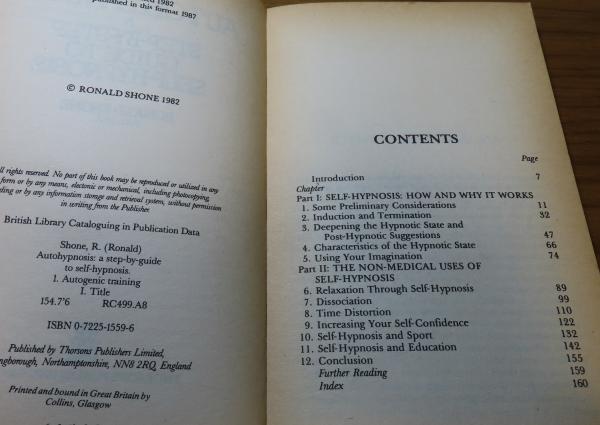 1982
published in this format 1987
© RONALD SHONE 1982
ll rights reserved. No part of this book may be reproduced or utilized in any
form or by any means, electronic or mechanical, including photocopying,
ding or by any information storage and retrieval system, without permission
in writing from the Publisher.
British Library Cataloguing in Publication Data
Shone, R. (Ronald)
Autohypnosis: a step-by-guide
to self-hypnosis.
1. Autogenic training
I. Title
154.7'6 RC499.A8
ISBN 0-7225-1559-6
Published by Thorsons Publishers Limited,
ngborough, Northamptonshire, NN8 2RQ, England
Printed and bound in Great Britain by
Collins, Glasgow
CONTENTS
Page
Introduction 7
Chapter
Part I: SELF-HYPNOSIS: HOW AND WHY IT WORKS
1. Some Preliminary Considerations 11
2. Induction and Termination 32
3. Deepening the Hypnotic State and
Post-Hypnotic Suggestions 47
4. Characteristics of the Hypnotic State 66
5. Using Your Imagination 74
Part II: THE NON-MEDICAL USES OF
SELF-HYPNOSIS
6. Relaxation Through Self-Hypnosis 89
7. Dissociation 99
8. Time Distortion 110
9. Increasing Your Self-Confidence 122
10. Self-Hypnosis and Sport 132
11. Self-Hypnosis and Education 142
12. Conclusion 155
Further Reading 159
Index 160